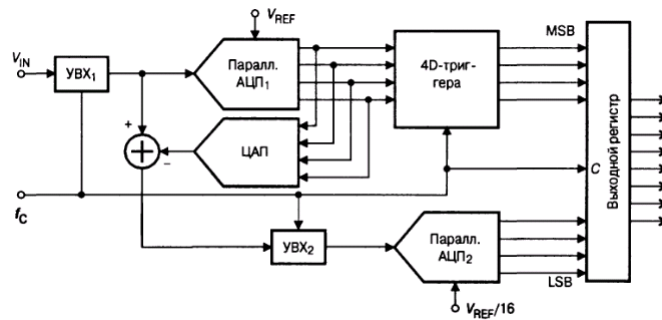 V_REF
MSB
V_IN
УВХ₁
Паралл.
АЦП₁
4D-триг-
гера
+
ЦАП
−
C
Выходной регистр
f_C
УВХ₂
Паралл.
АЦП₂
LSB
V_REF/16